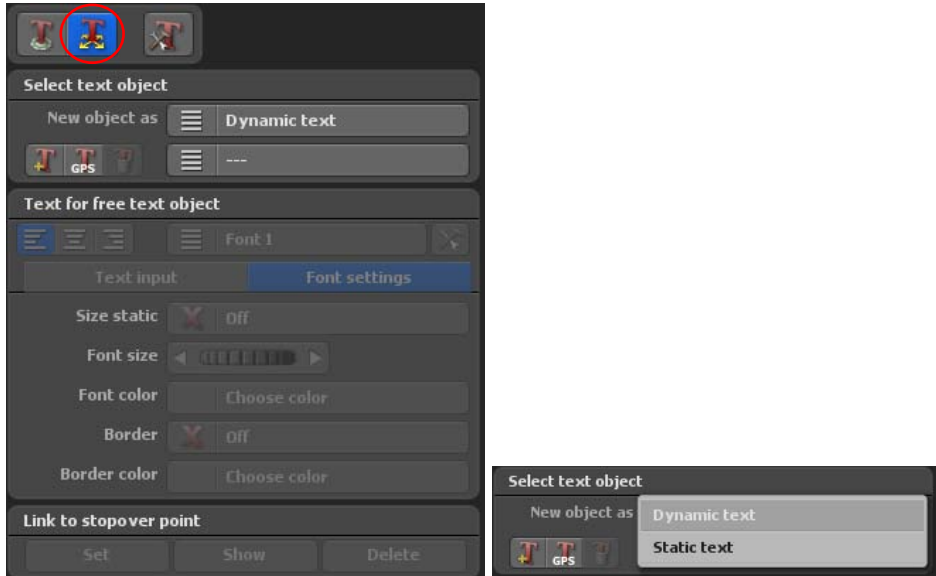 Select text object
New object as Dynamic text
GPS ---
Text for free text object
Font 1
Text input Font settings
Size static Off
Font size
Font color Choose color
Border Off
Border color Choose color
Link to stopover point
Set Show Delete
Select text object
New object as Dynamic text
Static text
GPS